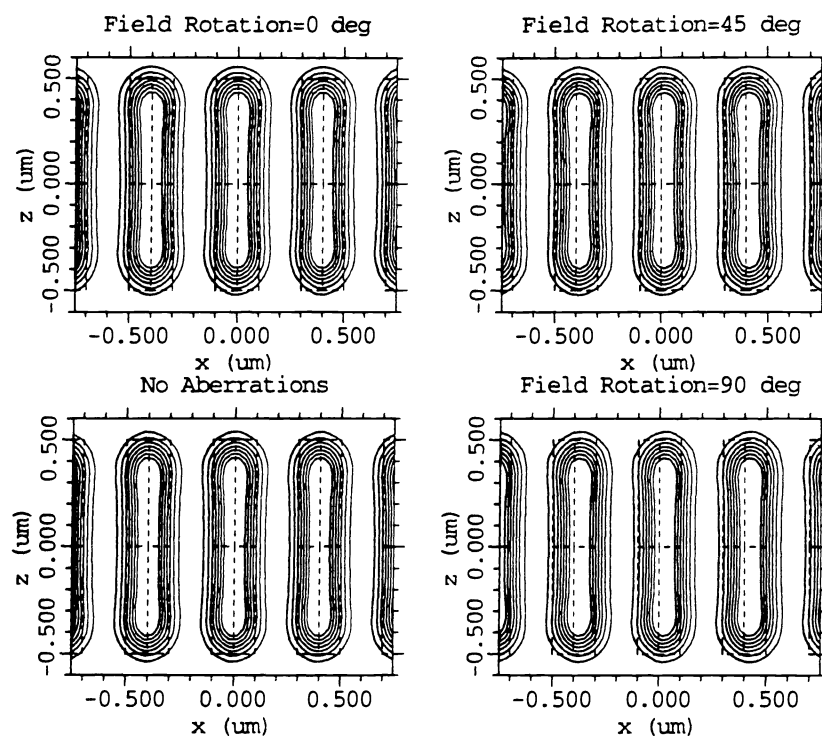 Field Rotation=0 deg
Field Rotation=45 deg
z (um)
0.500
0.000
-0.500
-0.500 0.000 0.500
x (um)
z (um)
0.500
0.000
-0.500
-0.500 0.000 0.500
x (um)
No Aberrations
Field Rotation=90 deg
z (um)
0.500
0.000
-0.500
-0.500 0.000 0.500
x (um)
z (um)
0.500
0.000
-0.500
-0.500 0.000 0.500
x (um)